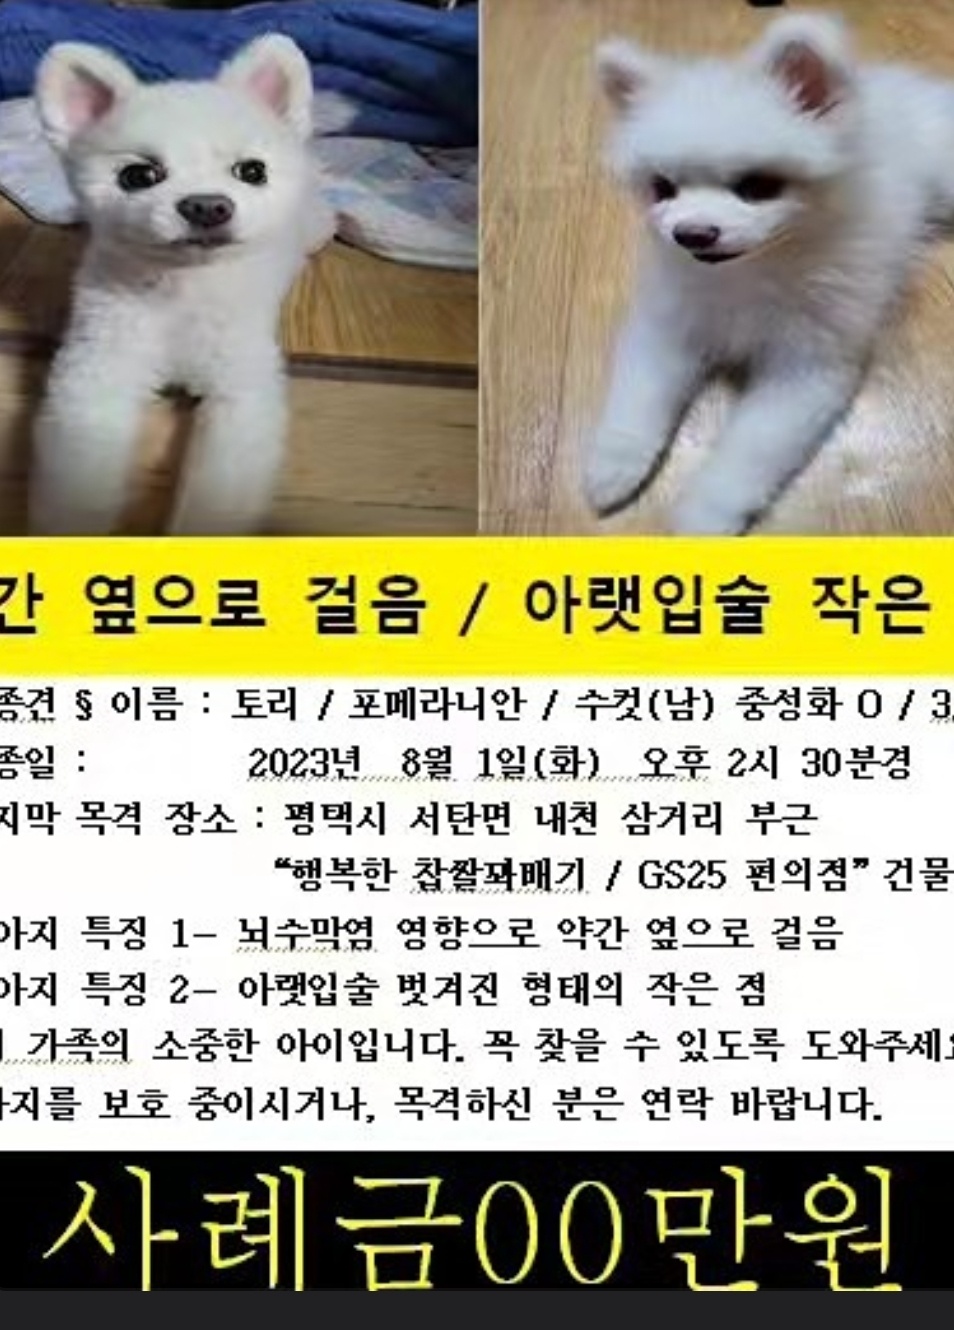 간 옆으로 걸음 / 아랫입술 작은
종견 § 이름 : 토리 / 포메라니안 / 수컷(남) 중성화 O / 3
종일 : 2023년 8월 1일(화) 오후 2시 30분경
지막 목격 장소 : 평택시 서탄면 내천 삼거리 부근
“행복한 찹쌀꽈배기 / GS25 편의점” 건물
아지 특징 1- 뇌수막염 영향으로 약간 옆으로 걸음
아지 특징 2- 아랫입술 벗겨진 형태의 작은 점
가족의 소중한 아이입니다. 꼭 찾을 수 있도록 도와주세요
아지를 보호 중이시거나, 목격하신 분은 연락 바랍니다.
사례금00만원